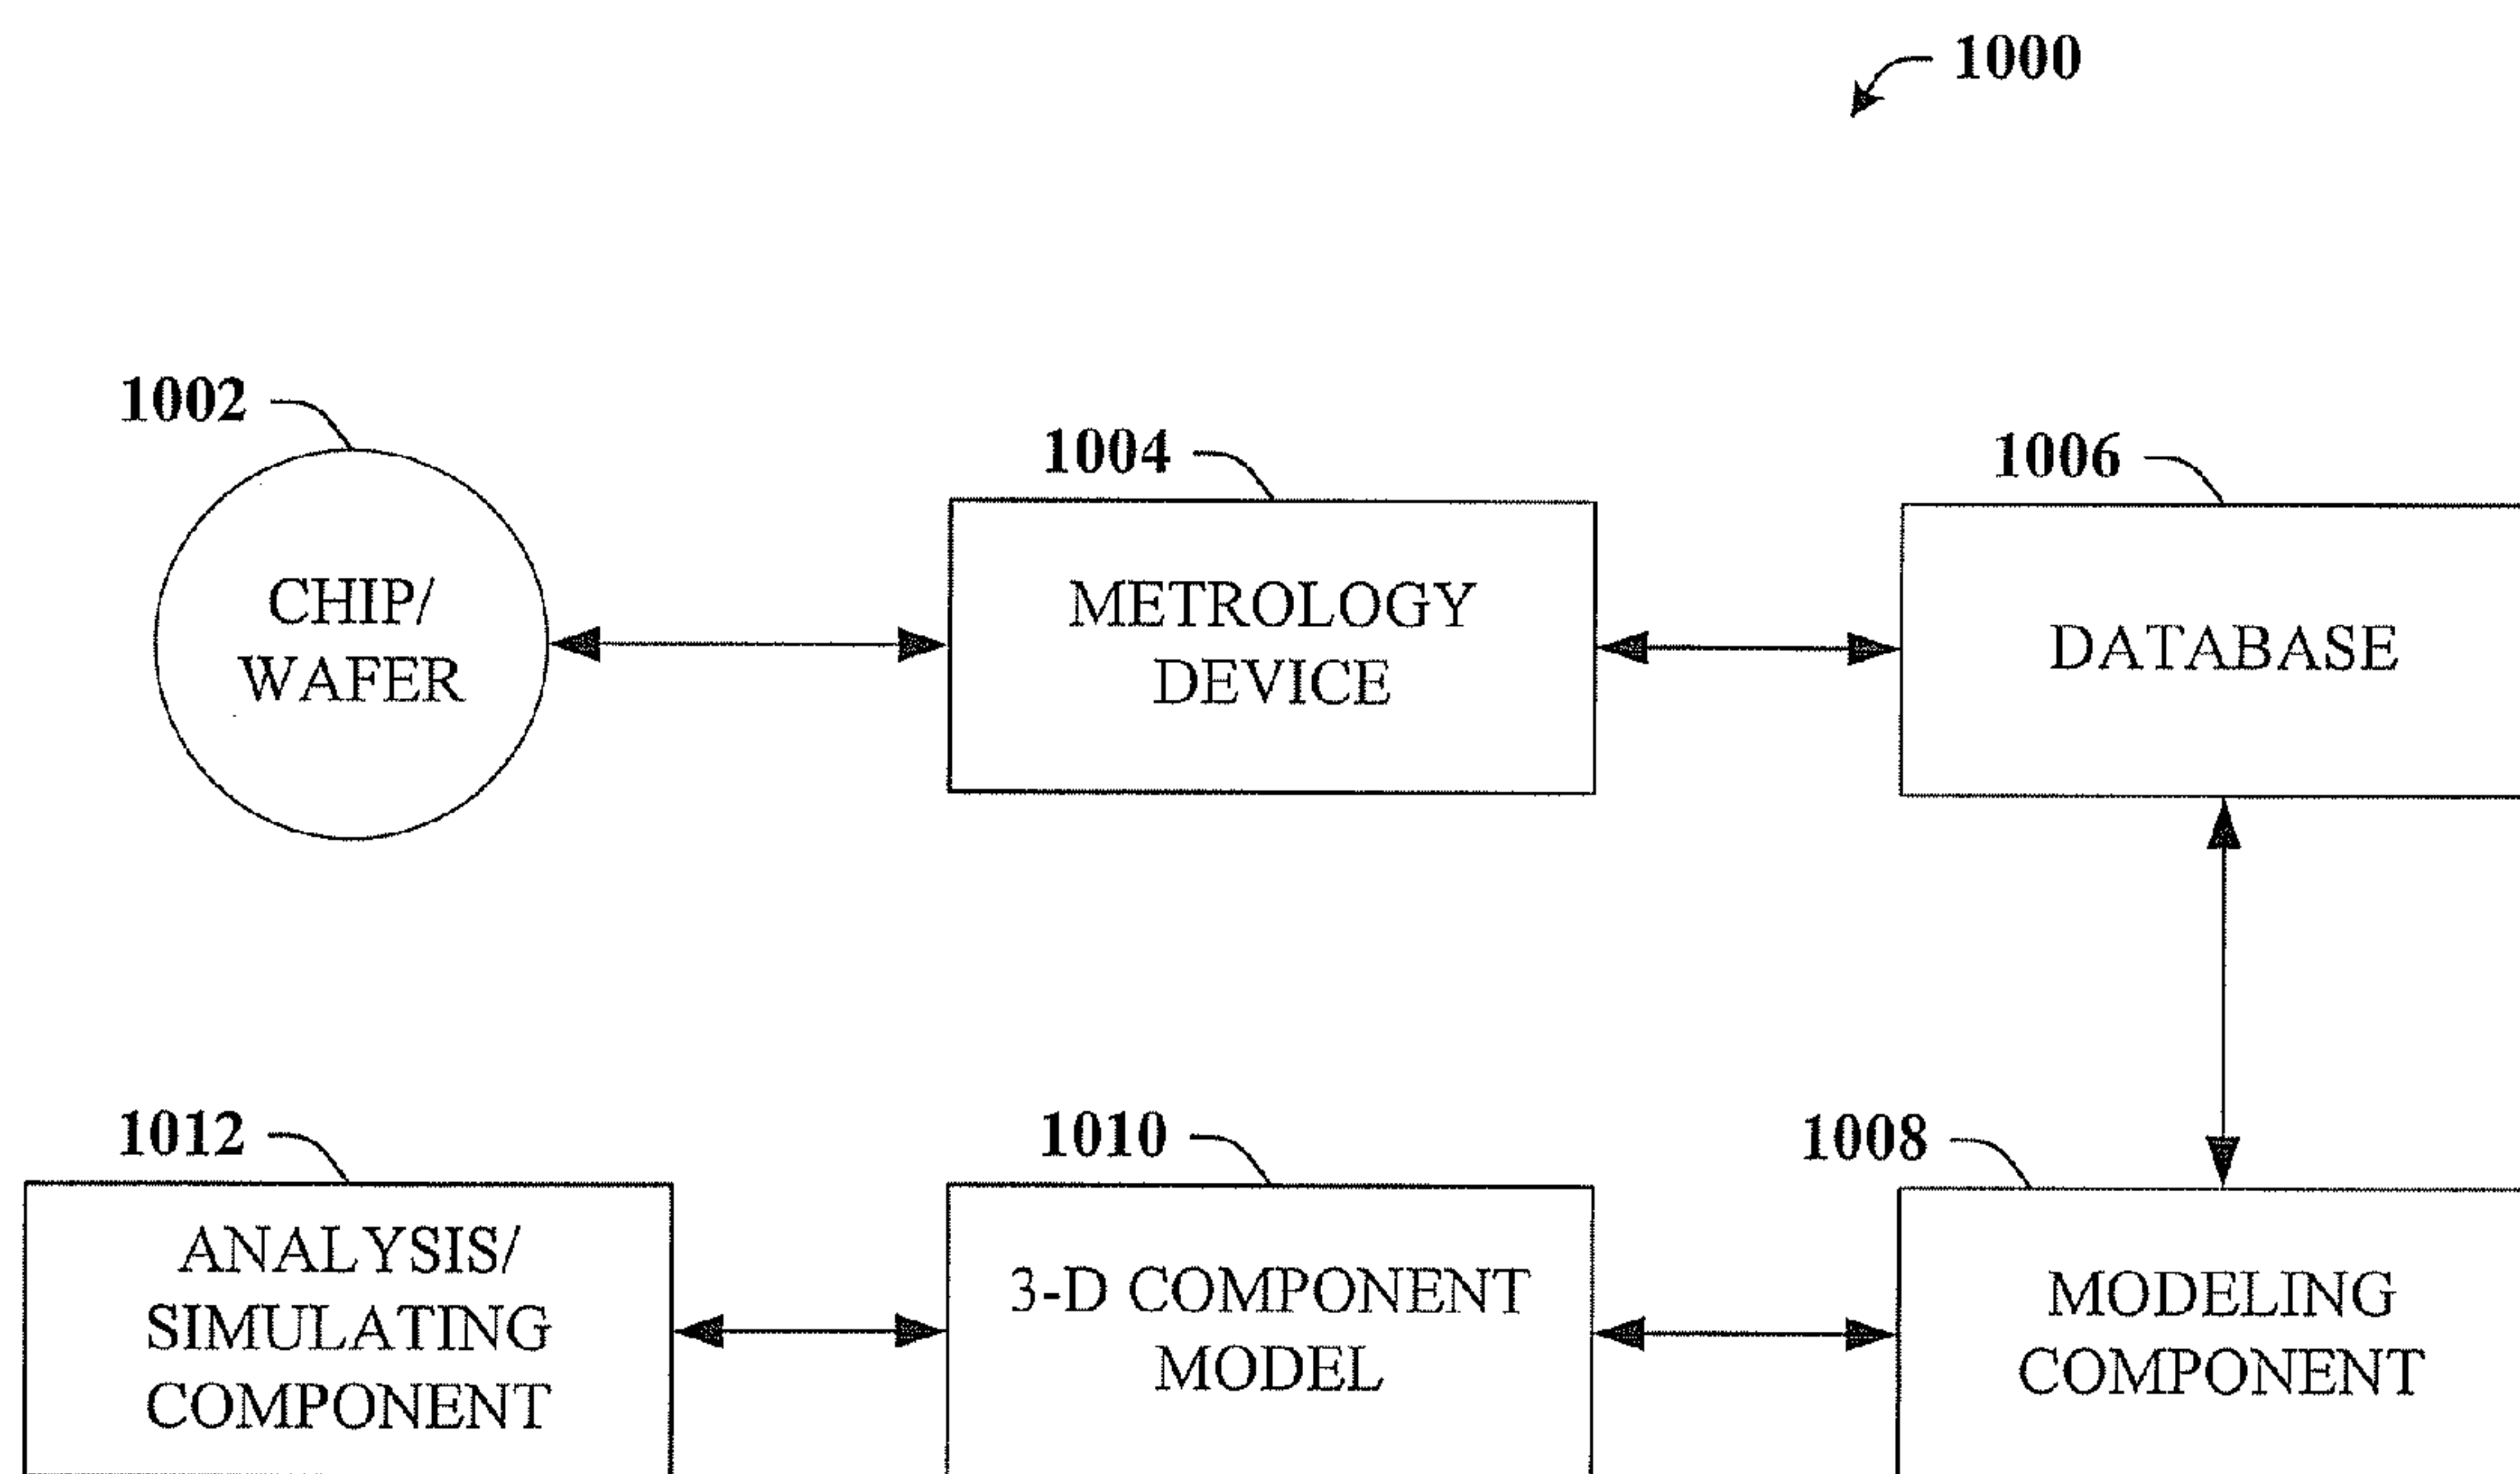 1000
1002
1004
1006
CHIP/
WAFER
METROLOGY
DEVICE
DATABASE
1012
1010
1008
ANALYSIS/
SIMULATING
COMPONENT
3-D COMPONENT
MODEL
MODELING
COMPONENT